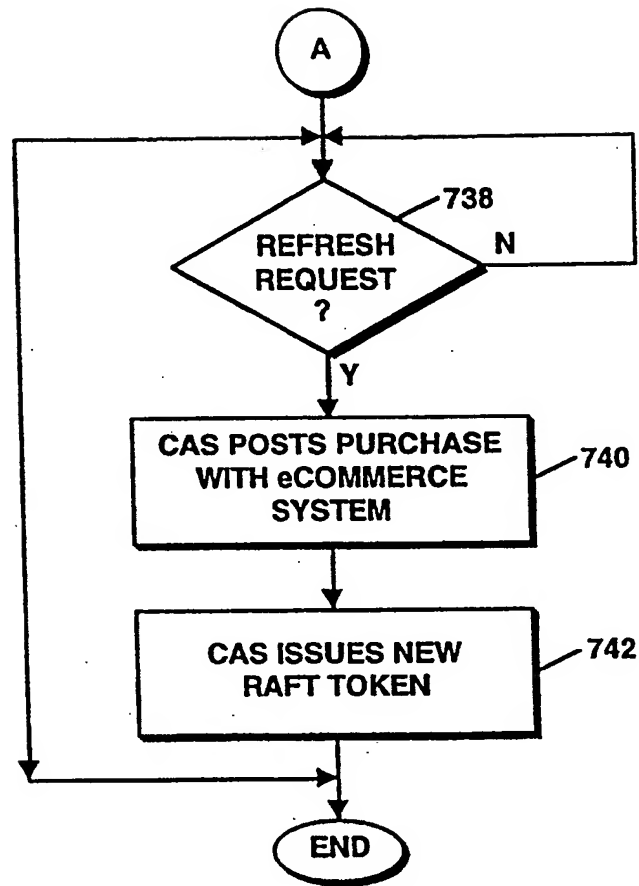 A
738
REFRESH
REQUEST
?
N
Y
CAS POSTS PURCHASE
WITH eCOMMERCE
SYSTEM
740
CAS ISSUES NEW
RAFT TOKEN
742
END